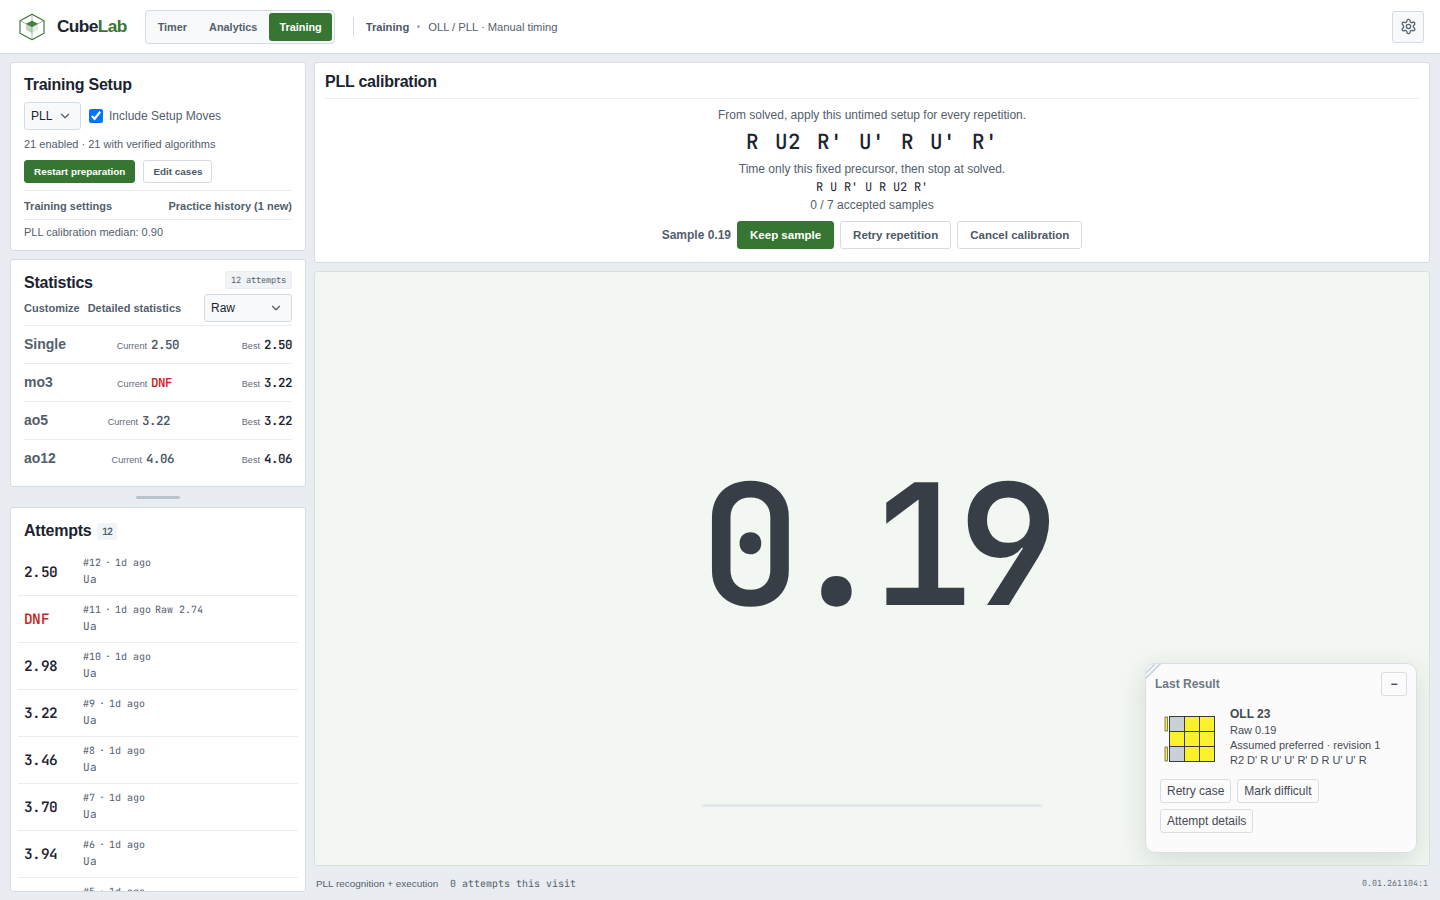 CubeLab
Timer Analytics Training
Training • OLL / PLL · Manual timing
Training Setup
PLL
Include Setup Moves
21 enabled · 21 with verified algorithms
Restart preparation
Edit cases
Training settings
Practice history (1 new)
PLL calibration median: 0.90
Statistics
12 attempts
Customize Detailed statistics
Raw
Single Current 2.50 Best 2.50
mo3 Current DNF Best 3.22
ao5 Current 3.22 Best 3.22
ao12 Current 4.06 Best 4.06
Attempts 12
2.50 #12 · 1d ago
Ua
DNF #11 · 1d ago Raw 2.74
Ua
2.98 #10 · 1d ago
Ua
3.22 #9 · 1d ago
Ua
3.46 #8 · 1d ago
Ua
3.70 #7 · 1d ago
Ua
3.94 #6 · 1d ago
Ua
#5 · 1d ago
PLL calibration
From solved, apply this untimed setup for every repetition.
R U2 R' U' R U' R'
Time only this fixed precursor, then stop at solved.
R U R' U R U2 R'
0 / 7 accepted samples
Sample 0.19 Keep sample Retry repetition Cancel calibration
0.19
Last Result
−
OLL 23
Raw 0.19
Assumed preferred · revision 1
R2 D' R U' U' R' D R U' U' R
Retry case
Mark difficult
Attempt details
PLL recognition + execution 0 attempts this visit
0.01.261104:1